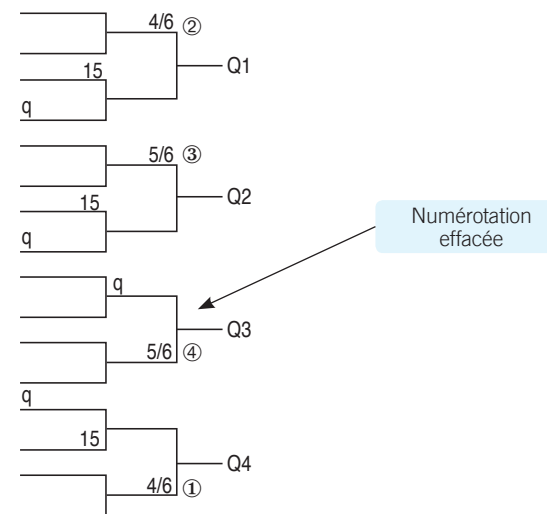 4/6 ②
15
Q1
q
5/6 ③
15
Q2
q
Numérotation
effacée
q
Q3
5/6 ④
q
15
Q4
4/6 ①